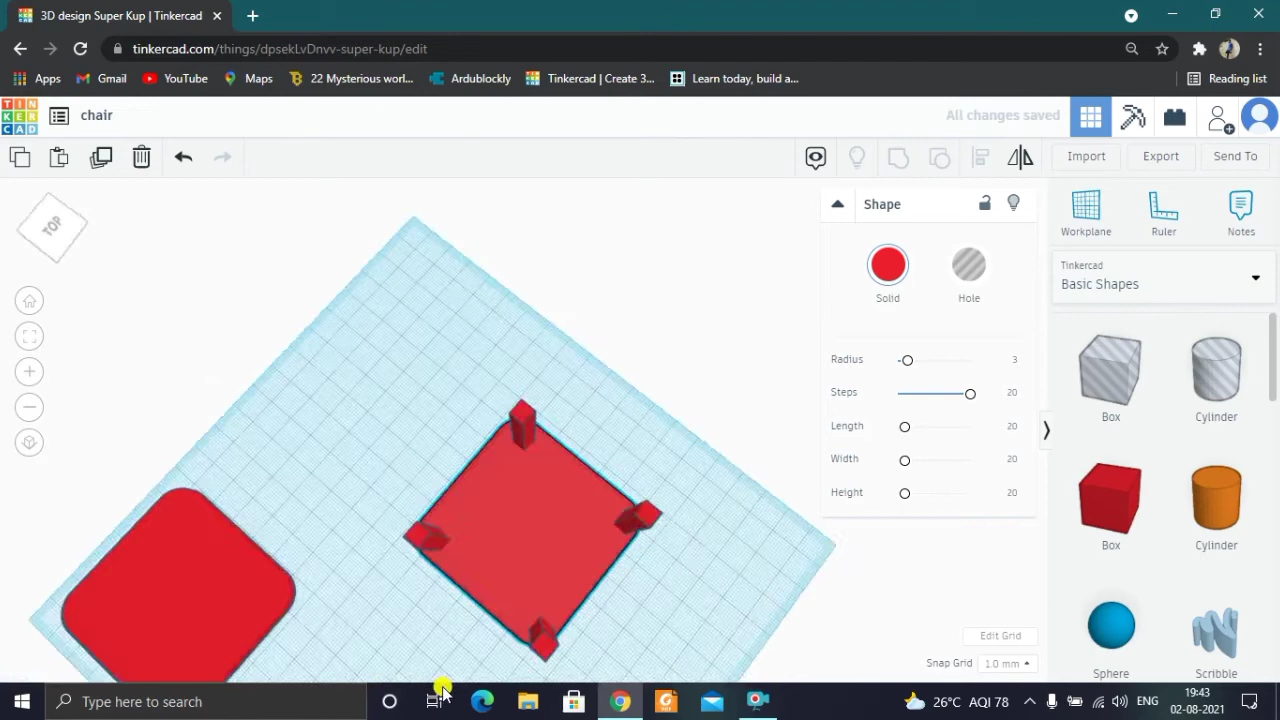 3D design Super Kup | Tinkercad
tinkercad.com/things/dpsekLvDnvv-super-kup/edit
Apps
Gmail
YouTube
Maps
22 Mysterious worl...
Ardublockly
Tinkercad | Create 3...
Learn today, build a...
Reading list
TIN
KER
CAD
chair
All changes saved
Import
Export
Send To
TOP
Shape
Solid
Hole
Radius 3
Steps 20
Length 20
Width 20
Height 20
Workplane
Ruler
Notes
Tinkercad
Basic Shapes
Box
Cylinder
Box
Cylinder
Sphere
Scribble
Edit Grid
Snap Grid 1.0 mm
Type here to search
26°C AQI 78
ENG
19:43
02-08-2021